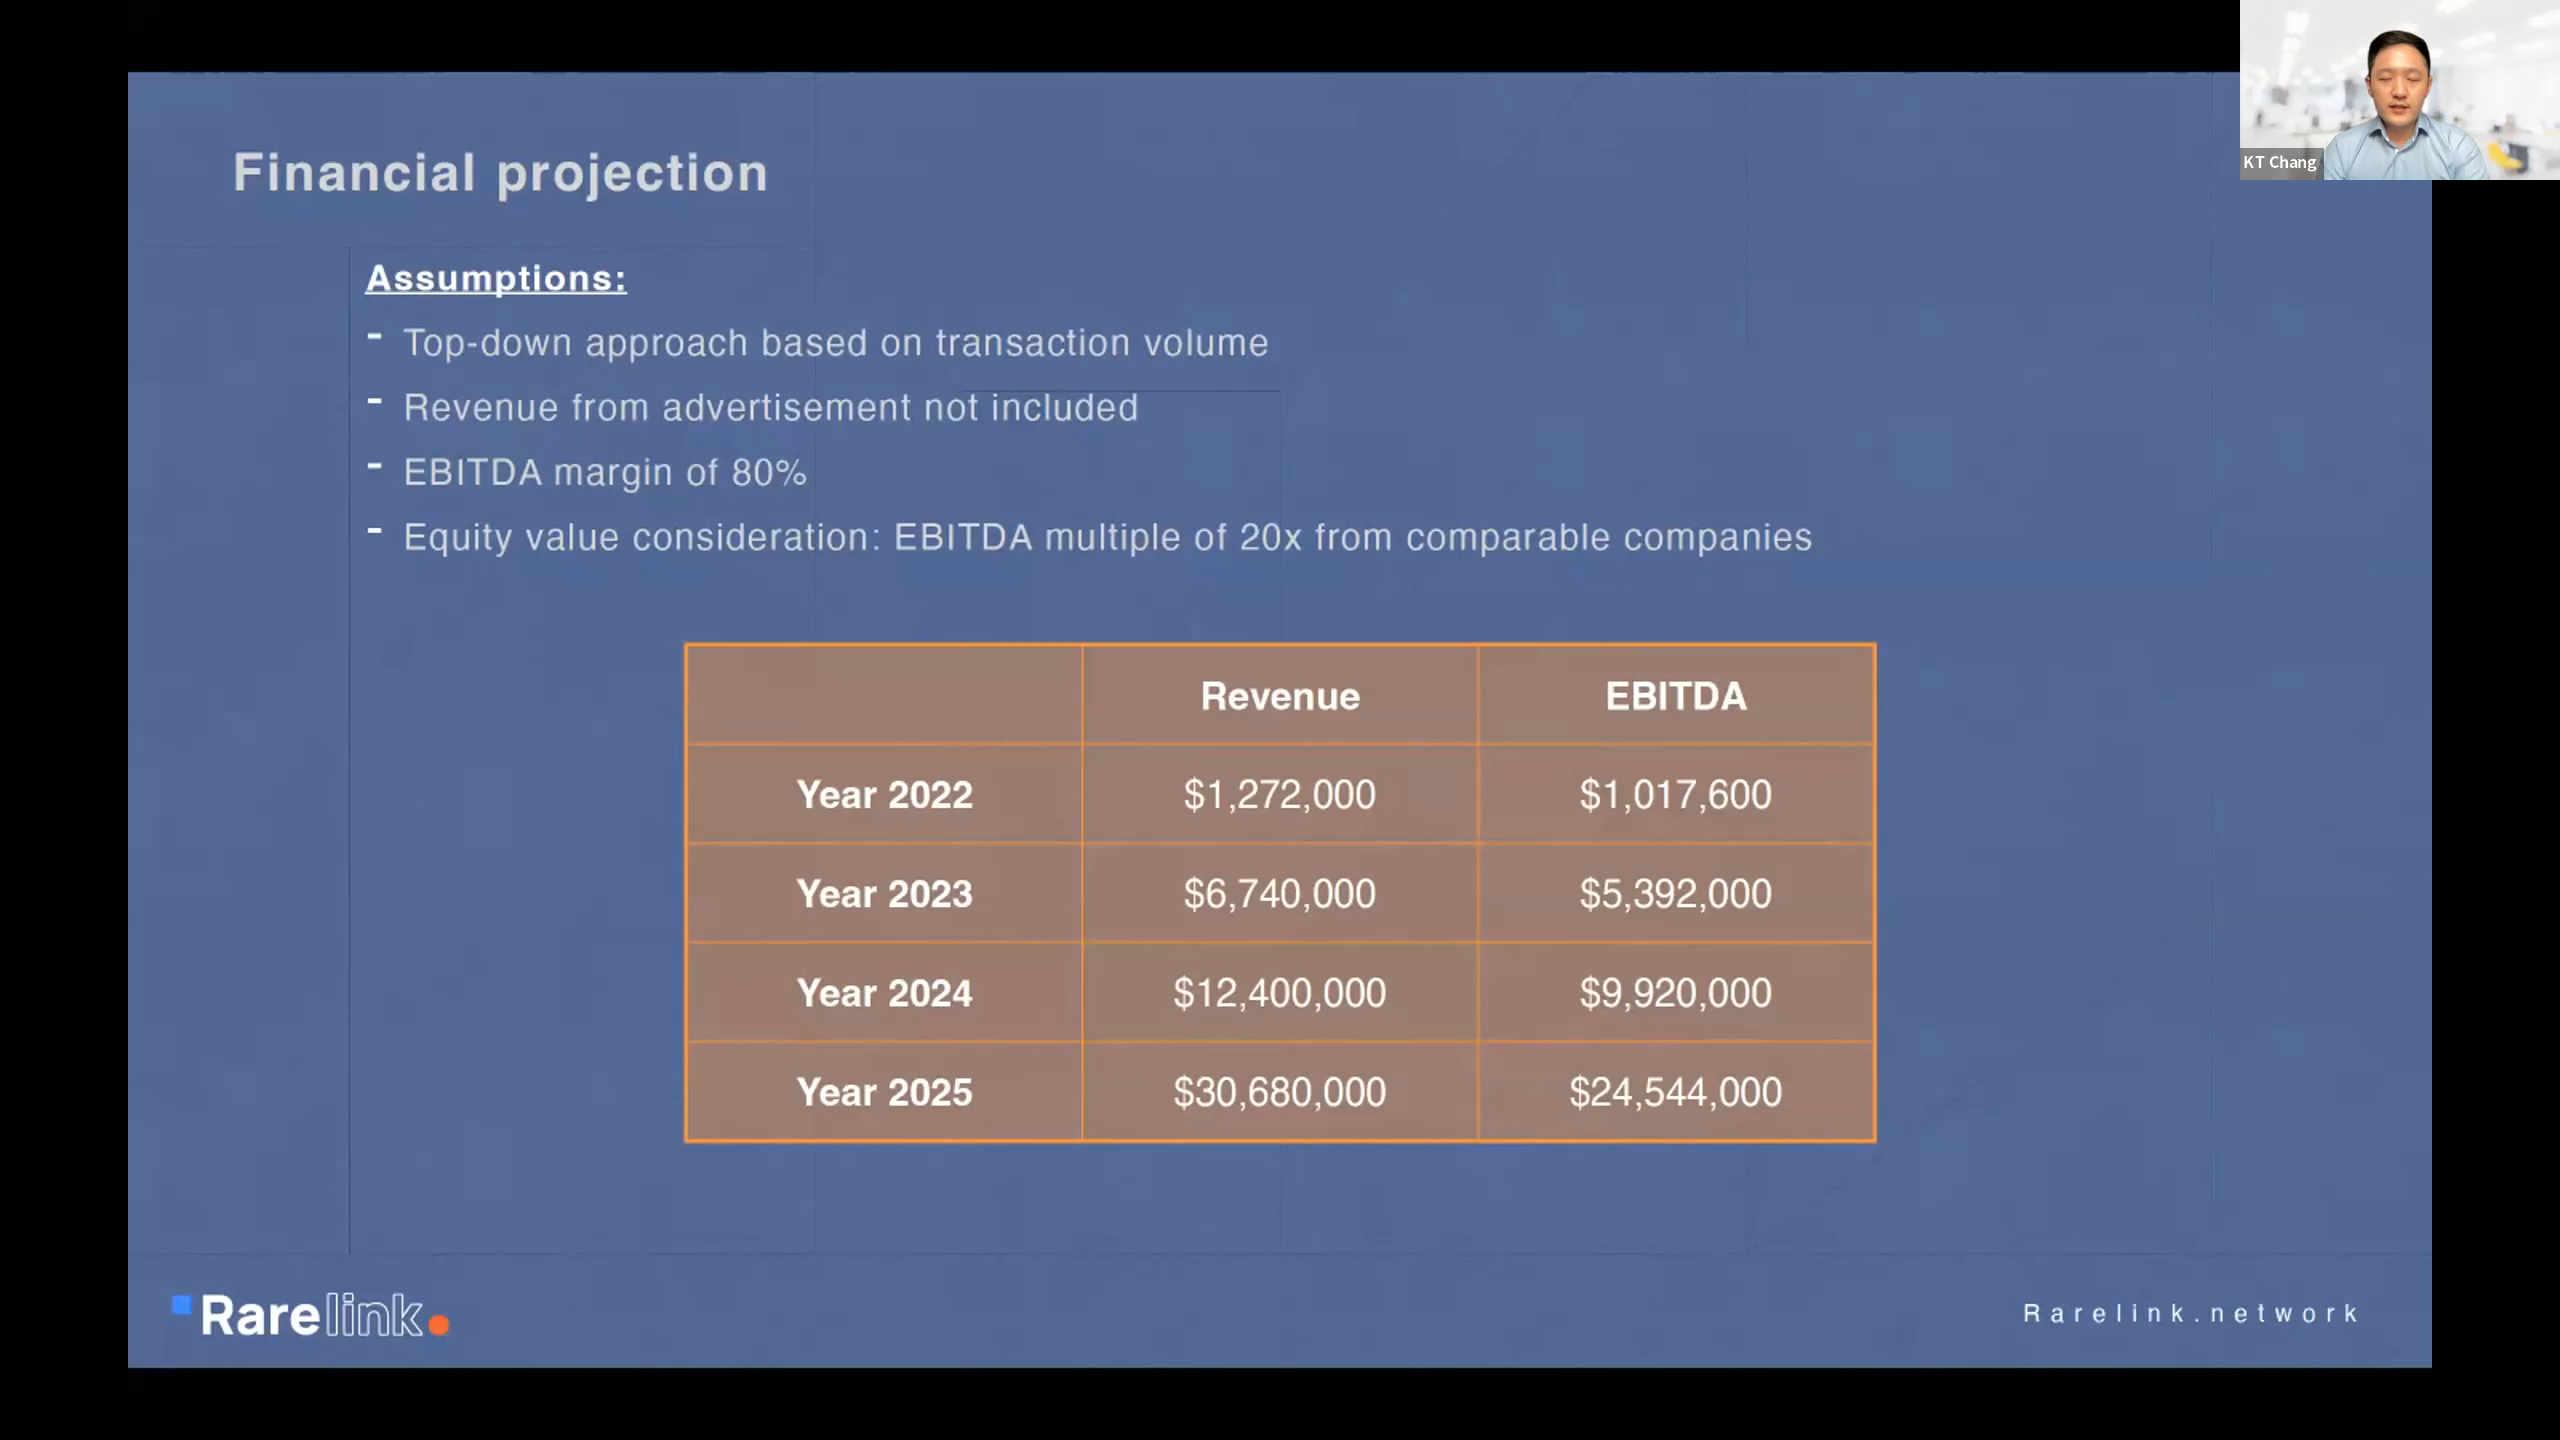 KT Chang
Financial projection
Assumptions:
- Top-down approach based on transaction volume
- Revenue from advertisement not included
- EBITDA margin of 80%
- Equity value consideration: EBITDA multiple of 20x from comparable companies
Revenue EBITDA
Year 2022 $1,272,000 $1,017,600
Year 2023 $6,740,000 $5,392,000
Year 2024 $12,400,000 $9,920,000
Year 2025 $30,680,000 $24,544,000
Rarelink.
Rarelink.network